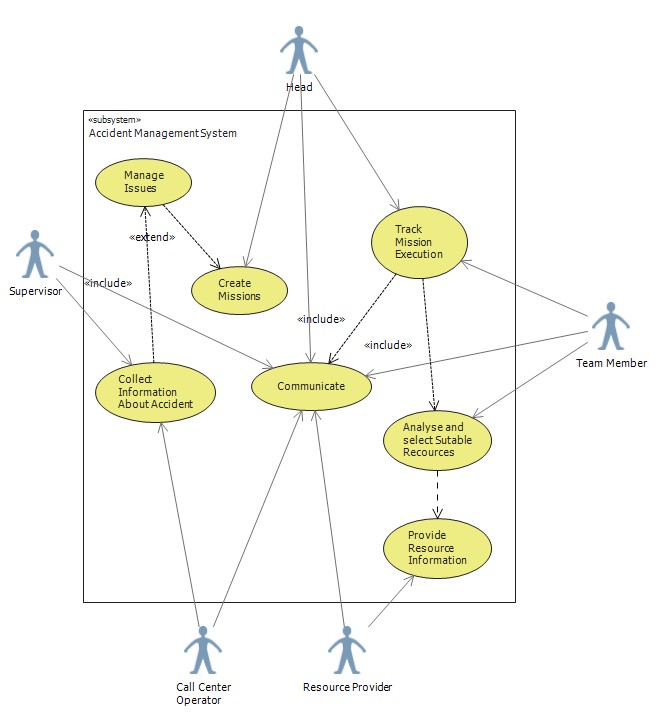 Head
«subsystem»
Accident Management System
Manage
Issues
Track
Mission
Execution
«extend»
Supervisor
«include»
Create
Missions
«include»
«include»
Team Member
Collect
Information
About Accident
Communicate
Analyse and
select Sutable
Recources
Provide
Resource
Information
Call Center
Operator
Resource Provider